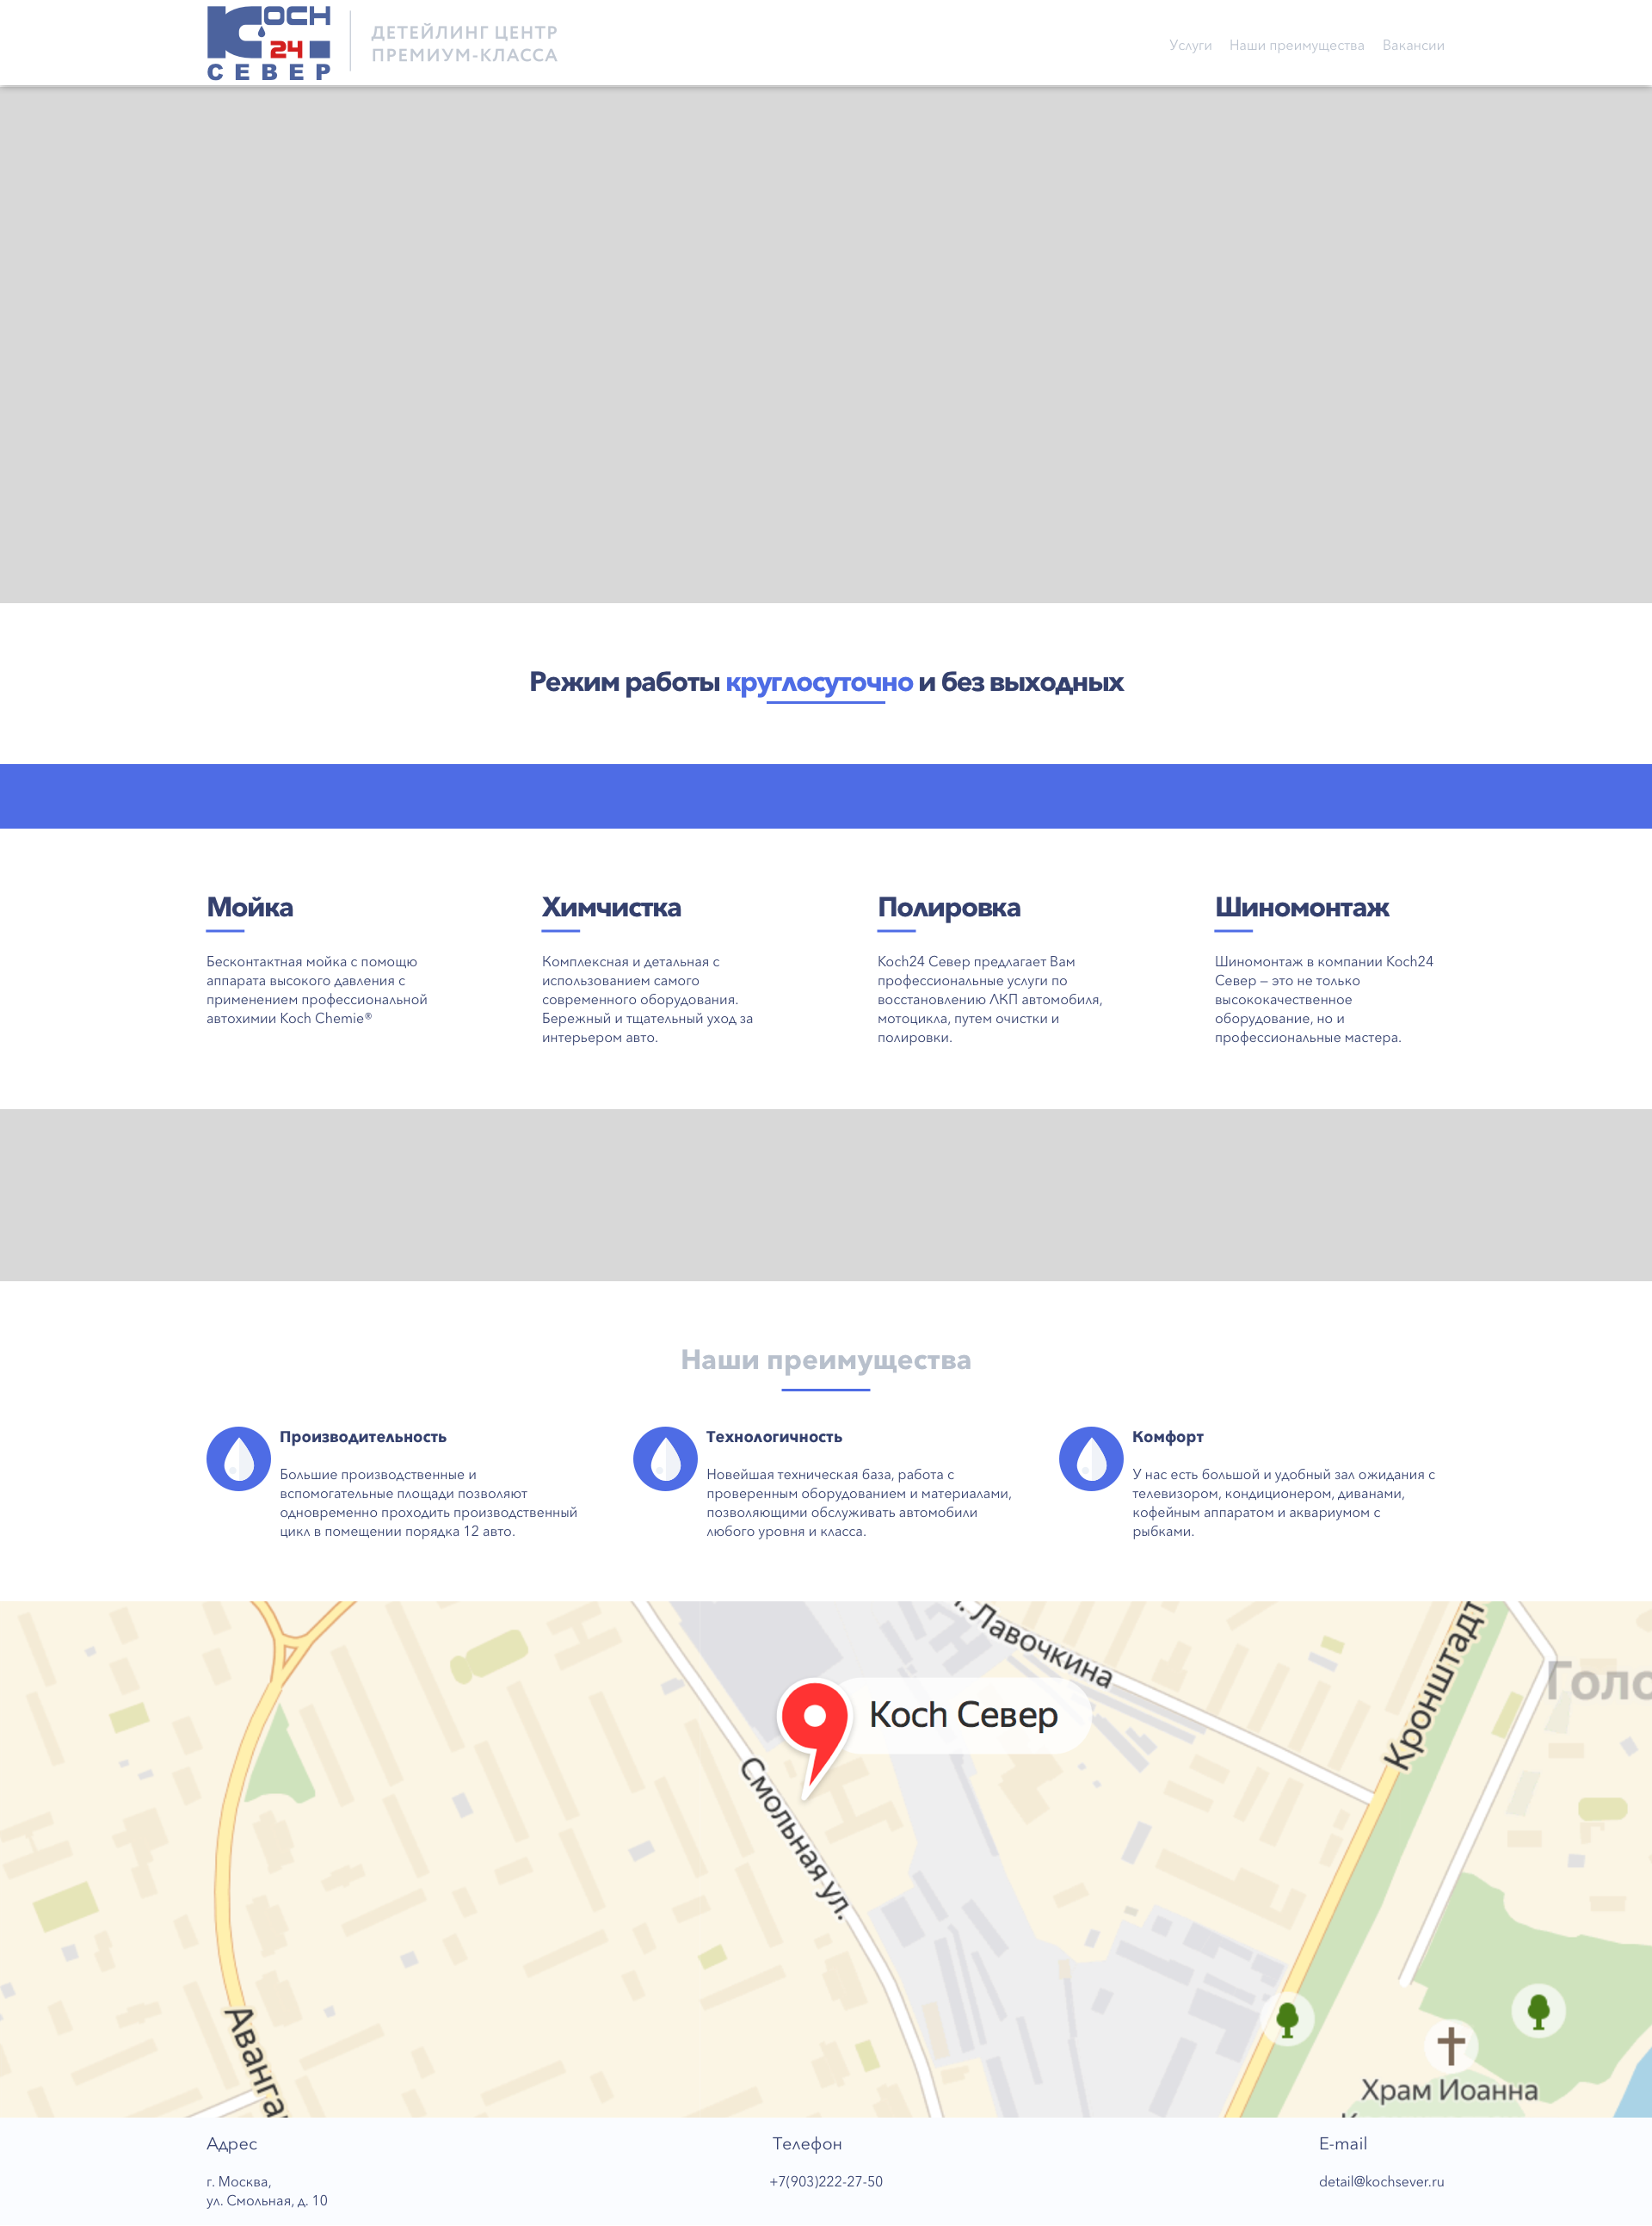 KOCH
24
СЕВЕР
ДЕТЕЙЛИНГ ЦЕНТР
ПРЕМИУМ-КЛАССА
Услуги Наши преимущества Вакансии
Режим работы круглосуточно и без выходных
Мойка
Бесконтактная мойка с помощю
аппарата высокого давления с
применением профессиональной
автохимии Koch Chemie®
Химчистка
Комплексная и детальная с
использованием самого
современного оборудования.
Бережный и тщательный уход за
интерьером авто.
Полировка
Koch24 Север предлагает Вам
профессиональные услуги по
восстановлению ЛКП автомобиля,
мотоцикла, путем очистки и
полировки.
Шиномонтаж
Шиномонтаж в компании Koch24
Север – это не только
высококачественное
оборудование, но и
профессиональные мастера.
Наши преимущества
Производительность
Большие производственные и
вспомогательные площади позволяют
одновременно проходить производственный
цикл в помещении порядка 12 авто.
Технологичность
Новейшая техническая база, работа с
проверенным оборудованием и материалами,
позволяющими обслуживать автомобили
любого уровня и класса.
Комфорт
У нас есть большой и удобный зал ожидания с
телевизором, кондиционером, диванами,
кофейным аппаратом и аквариумом с
рыбками.
Лавочкина
Кронштадт
Голо
Koch Север
Смольная ул.
Авангар
Храм Иоанна
Адрес
г. Москва,
ул. Смольная, д. 10
Телефон
+7(903)222-27-50
E-mail
detail@kochsever.ru